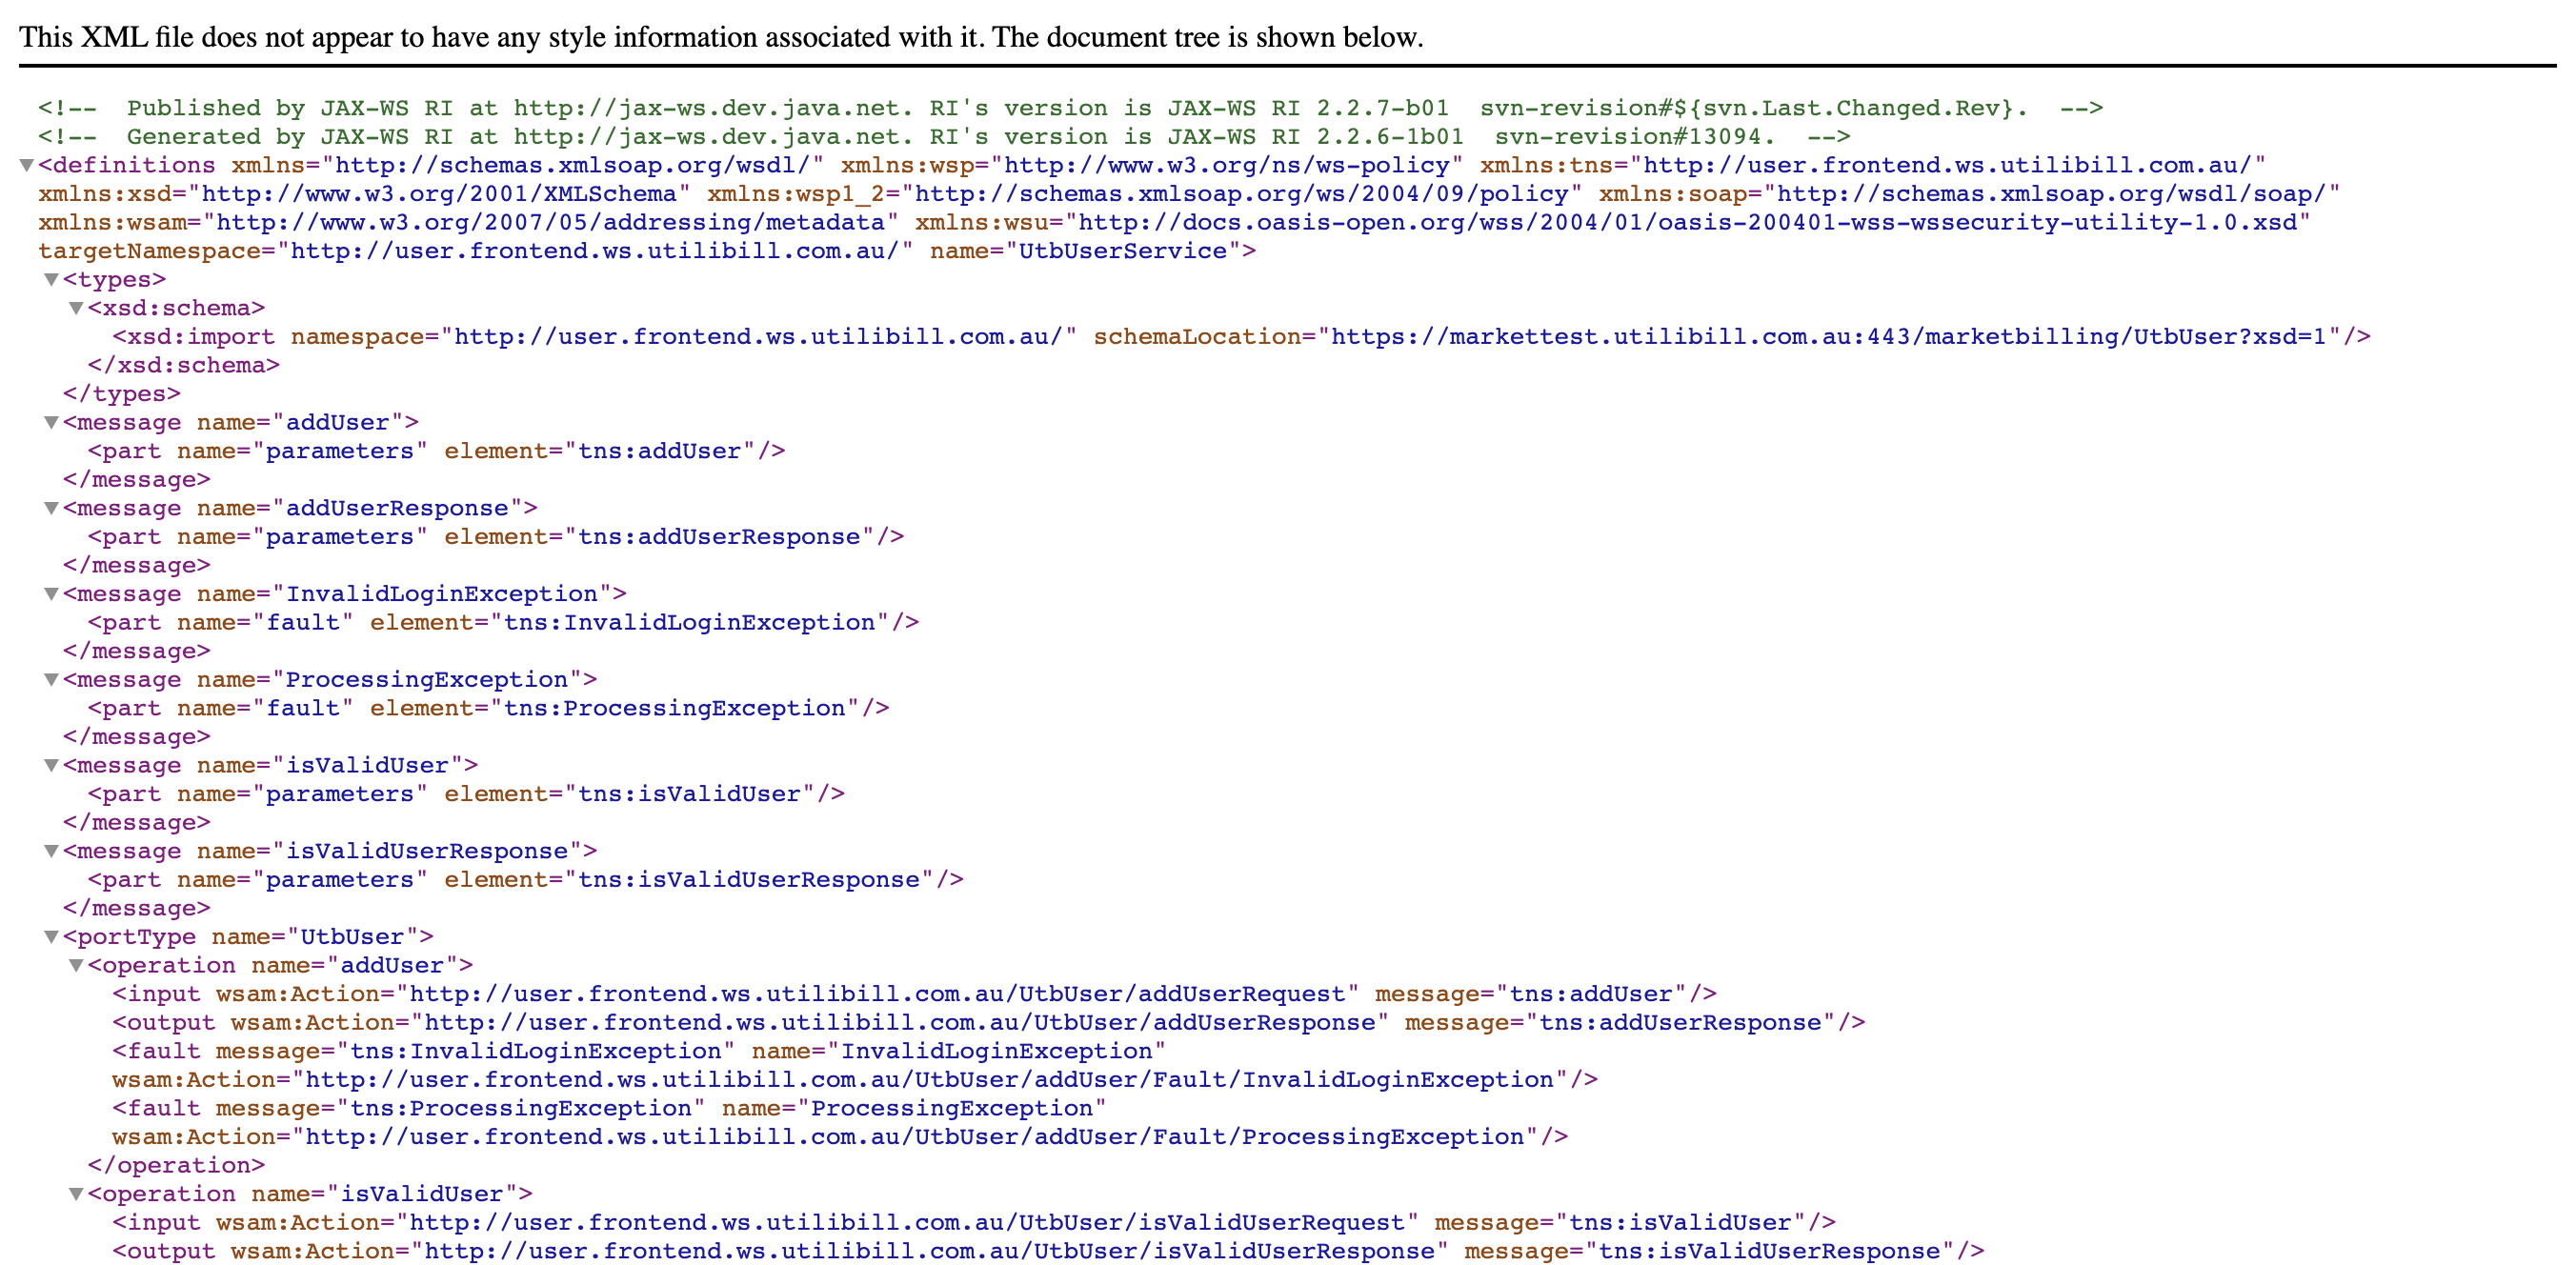 This XML file does not appear to have any style information associated with it. The document tree is shown below.
<!--  Published by JAX-WS RI at http://jax-ws.dev.java.net. RI's version is JAX-WS RI 2.2.7-b01  svn-revision#${svn.Last.Changed.Rev}.  -->
<!--  Generated by JAX-WS RI at http://jax-ws.dev.java.net. RI's version is JAX-WS RI 2.2.6-1b01  svn-revision#13094.  -->
▼<definitions xmlns="http://schemas.xmlsoap.org/wsdl/" xmlns:wsp="http://www.w3.org/ns/ws-policy" xmlns:tns="http://user.frontend.ws.utilibill.com.au/"
xmlns:xsd="http://www.w3.org/2001/XMLSchema" xmlns:wsp1_2="http://schemas.xmlsoap.org/ws/2004/09/policy" xmlns:soap="http://schemas.xmlsoap.org/wsdl/soap/"
xmlns:wsam="http://www.w3.org/2007/05/addressing/metadata" xmlns:wsu="http://docs.oasis-open.org/wss/2004/01/oasis-200401-wss-wssecurity-utility-1.0.xsd"
targetNamespace="http://user.frontend.ws.utilibill.com.au/" name="UtbUserService">
▼<types>
▼<xsd:schema>
<xsd:import namespace="http://user.frontend.ws.utilibill.com.au/" schemaLocation="https://markettest.utilibill.com.au:443/marketbilling/UtbUser?xsd=1"/>
</xsd:schema>
</types>
▼<message name="addUser">
<part name="parameters" element="tns:addUser"/>
</message>
▼<message name="addUserResponse">
<part name="parameters" element="tns:addUserResponse"/>
</message>
▼<message name="InvalidLoginException">
<part name="fault" element="tns:InvalidLoginException"/>
</message>
▼<message name="ProcessingException">
<part name="fault" element="tns:ProcessingException"/>
</message>
▼<message name="isValidUser">
<part name="parameters" element="tns:isValidUser"/>
</message>
▼<message name="isValidUserResponse">
<part name="parameters" element="tns:isValidUserResponse"/>
</message>
▼<portType name="UtbUser">
▼<operation name="addUser">
<input wsam:Action="http://user.frontend.ws.utilibill.com.au/UtbUser/addUserRequest" message="tns:addUser"/>
<output wsam:Action="http://user.frontend.ws.utilibill.com.au/UtbUser/addUserResponse" message="tns:addUserResponse"/>
<fault message="tns:InvalidLoginException" name="InvalidLoginException"
wsam:Action="http://user.frontend.ws.utilibill.com.au/UtbUser/addUser/Fault/InvalidLoginException"/>
<fault message="tns:ProcessingException" name="ProcessingException"
wsam:Action="http://user.frontend.ws.utilibill.com.au/UtbUser/addUser/Fault/ProcessingException"/>
</operation>
▼<operation name="isValidUser">
<input wsam:Action="http://user.frontend.ws.utilibill.com.au/UtbUser/isValidUserRequest" message="tns:isValidUser"/>
<output wsam:Action="http://user.frontend.ws.utilibill.com.au/UtbUser/isValidUserResponse" message="tns:isValidUserResponse"/>